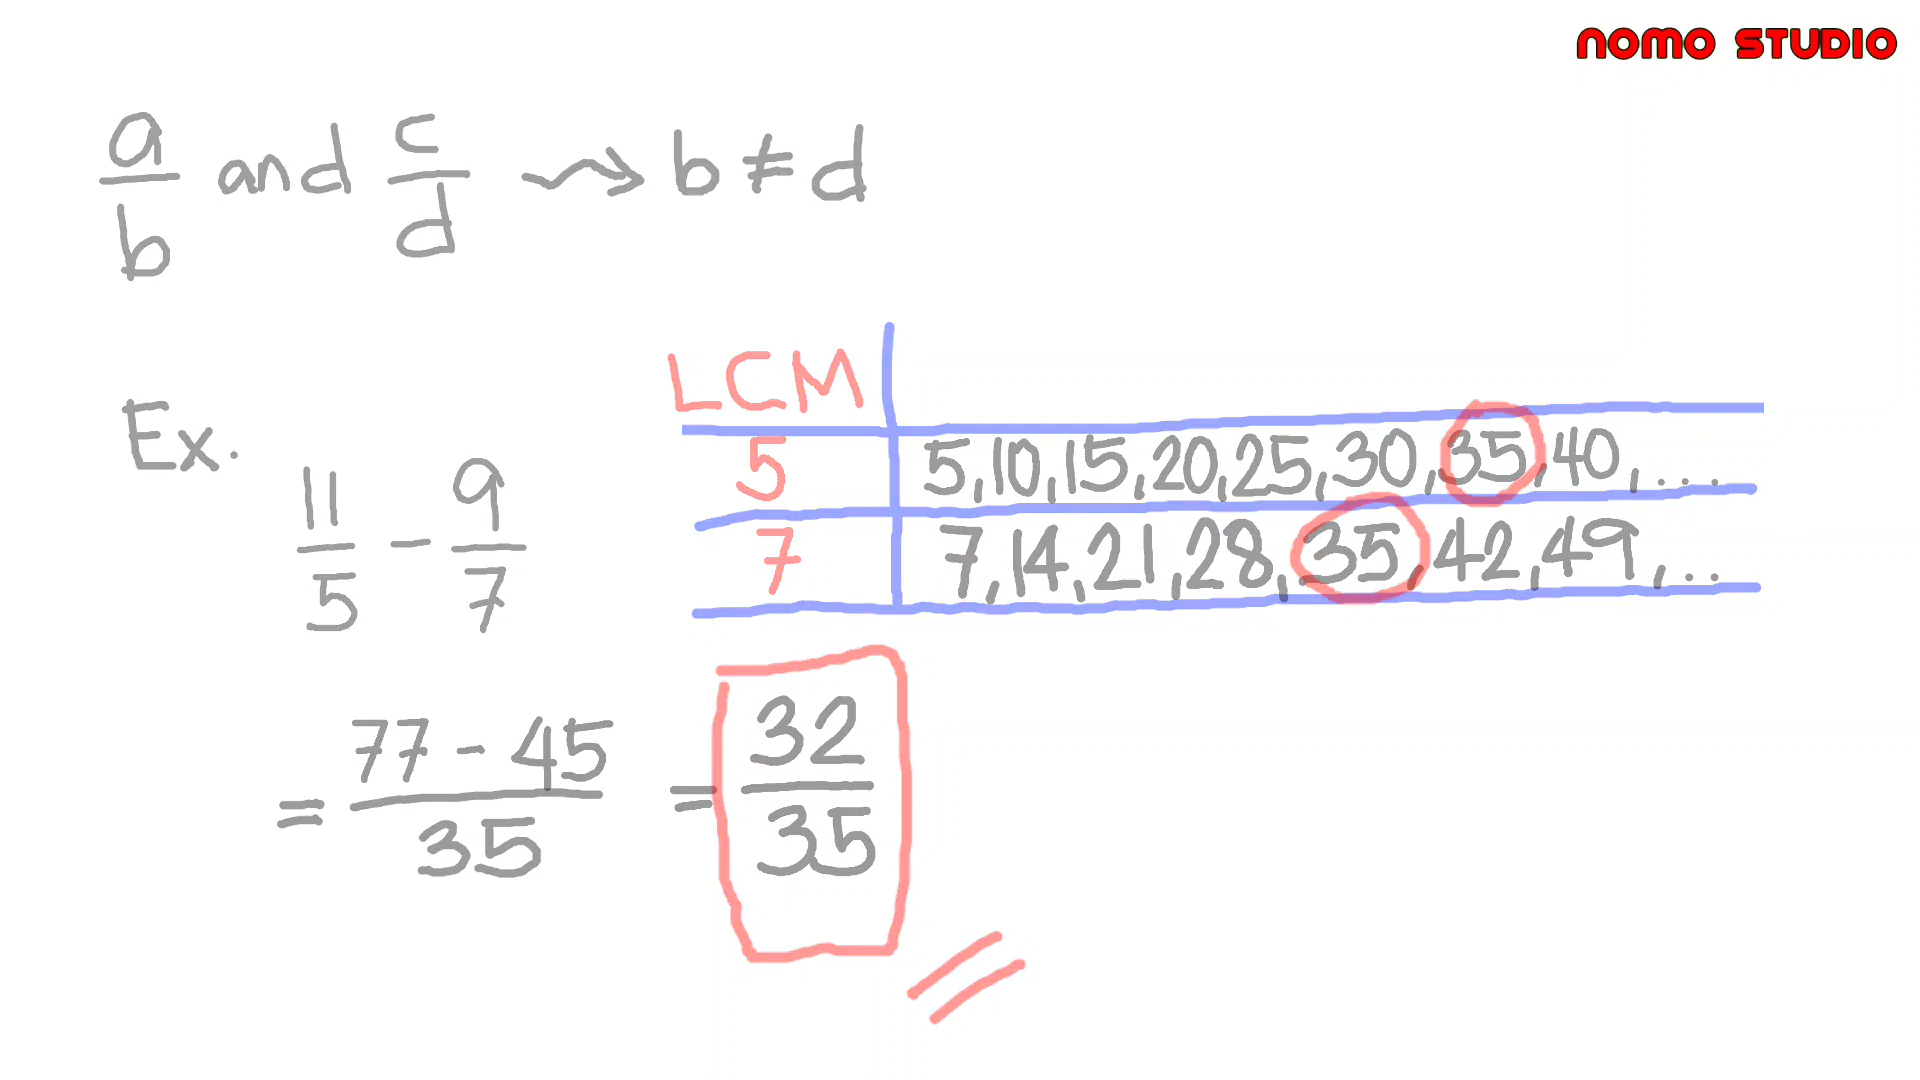 NOMO STUDIO
a/b and c/d ⇝ b ≠ d
Ex.
11/5 - 9/7
LCM
5 | 5, 10, 15, 20, 25, 30, 35, 40, ...
7 | 7, 14, 21, 28, 35, 42, 49, ..
= 77 - 45/35 = 32/35